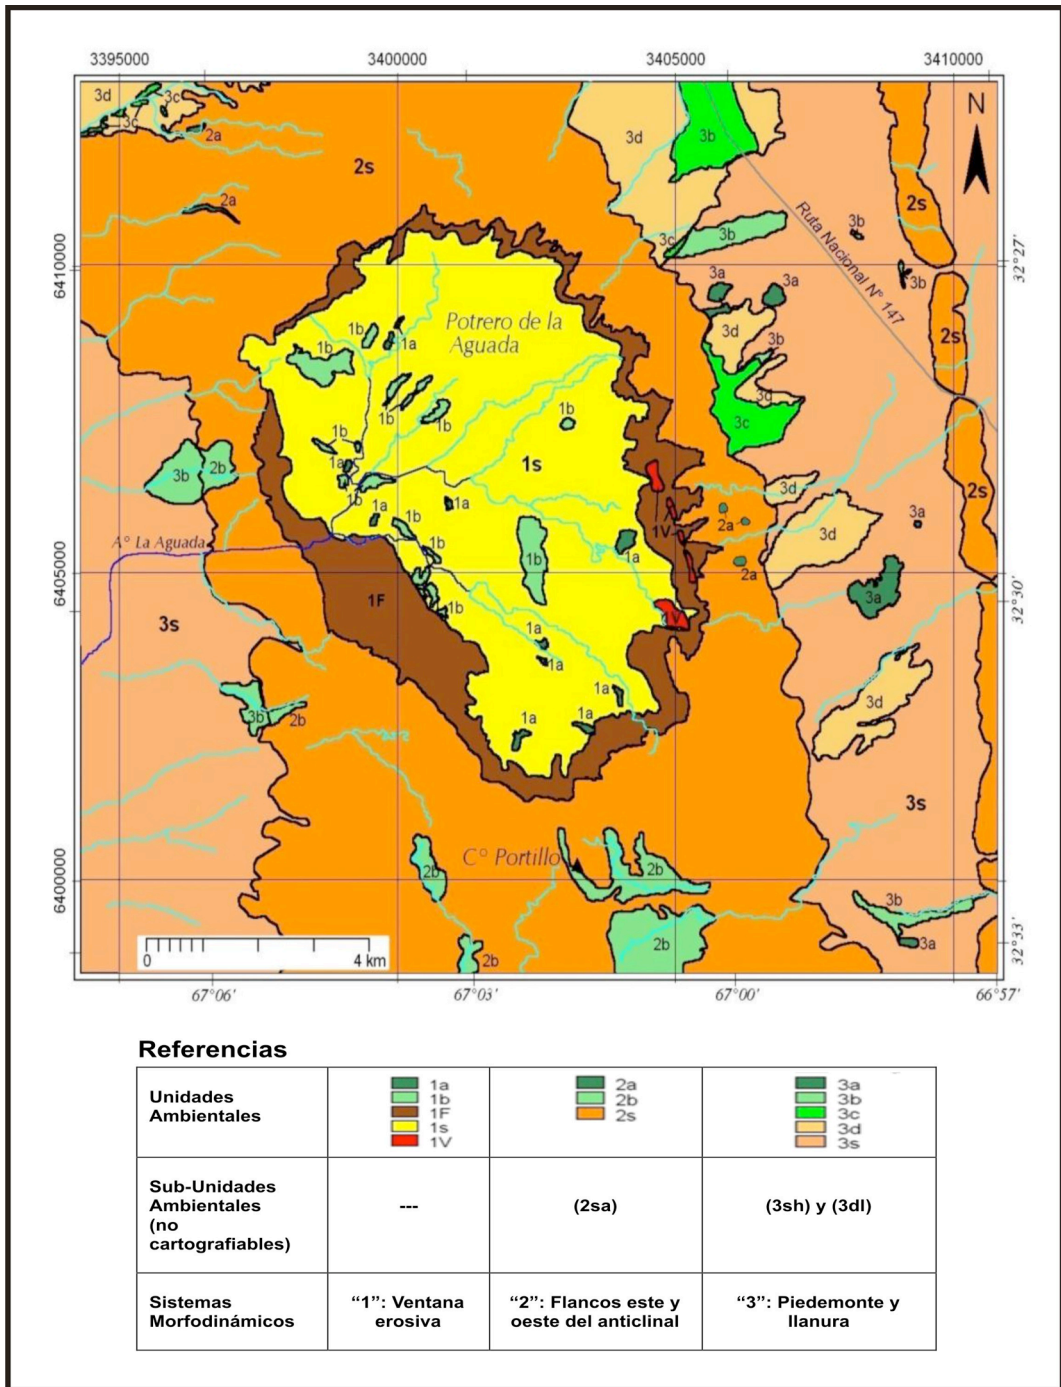 3395000 3400000 3405000 3410000
N
3d 3c 3d 3b
3c
2a
2s
2a
2s
Ruta Nacional Nº 147
3b
3c 3b
6410000
32°27'
3a 3a 3b
Potrero de la
Aguada
1b 1a 3d
1b 3b 2s
1b 1b 1b 3d
3c
1b
1a 1s
3b 2b
1b 1a 3d 2s
1a 1b 3a
1V 2a 3d
Aº La Aguada
1b 1b 1a
2a
6405000
32°30'
1F 1b 3a
3s 1a 1V
1a
1a 3d
3b 2b 1a 1a
3s
Cº Portillo
2b 2b
6400000
3b
2b 3a
32°33'
2b
0 4 km
67°06' 67°03' 67°00' 66°57'
Referencias
Unidades
Ambientales
1a
1b
1F
1s
1V
2a
2b
2s
3a
3b
3c
3d
3s
Sub-Unidades
Ambientales
(no
cartografiables)
---
(2sa)
(3sh) y (3dl)
Sistemas
Morfodinámicos
“1”: Ventana
erosiva
“2”: Flancos este y
oeste del anticlinal
“3”: Piedemonte y
llanura